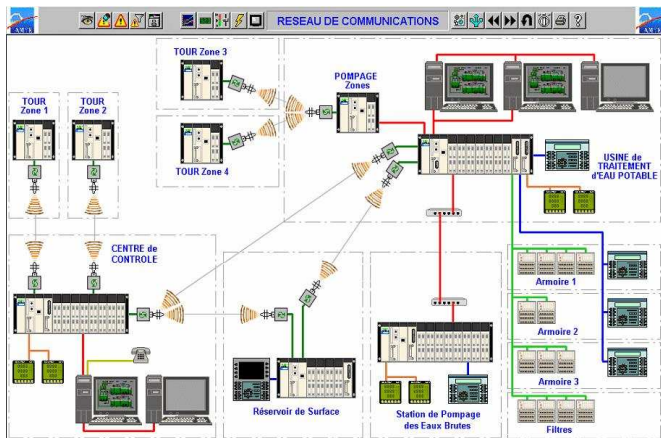 RESEAU DE COMMUNICATIONS
?
TOUR Zone 3
POMPAGE
Zones
TOUR
Zone 1
TOUR
Zone 2
TOUR Zone 4
USINE de
TRAITEMENT
d'EAU POTABLE
CENTRE de
CONTROLE
Armoire 1
Armoire 2
Armoire 3
Réservoir de Surface
Station de Pompage
des Eaux Brutes
Filtres